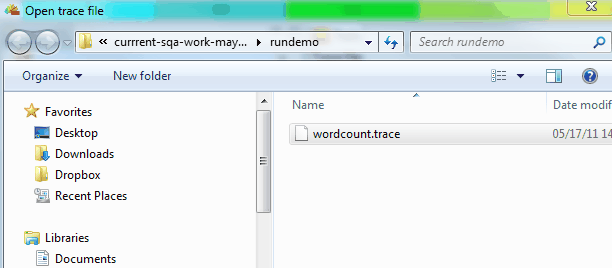 Open trace file
« currrent-sqa-work-may... ▸ rundemo
Search rundemo
Organize ▾ New folder
Name Date modif
Favorites
wordcount.trace 05/17/11 14
Desktop
Downloads
Dropbox
Recent Places
Libraries
Documents